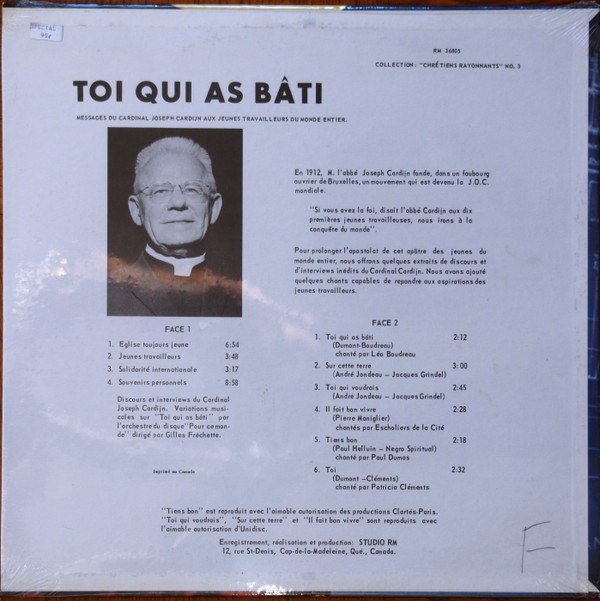 SPECIAL
99¢
RM 36805
COLLECTION: "CHRÉTIENS RAYONNANTS" NO. 3
TOI QUI AS BÂTI
MESSAGES DU CARDINAL JOSEPH CARDIJN AUX JEUNES TRAVAILLEURS DU MONDE ENTIER.
En 1912, M. l'abbé Joseph Cardijn fonde, dans un faubourg
ouvrier de Bruxelles, un mouvement qui est devenu la J.O.C.
mondiale.
"Si vous avez la foi, disait l'abbé Cardijn aux dix
premières jeunes travailleuses, nous irons à la
conquête du monde".
Pour prolonger l'apostolat de cet apôtre des jeunes du
monde entier, nous offrons quelques extraits de discours et
d'interviews inédits du Cardinal Cardijn. Nous avons ajouté
quelques chants capables de repondre aux aspirations des
jeunes travailleurs.
FACE 1
1. Eglise toujours jeune 6:54
2. Jeunes travailleurs 3:48
3. Solidarité internationale 3:17
4. Souvenirs personnels 8:58
Discours et interviews du Cardinal
Joseph Cardijn. Variations musi-
cales sur "Toi qui as bâti" par
l'orchestre du disque "Pour ce mon-
de" dirigé par Gilles Fréchette.
Imprimé au Canada
FACE 2
1. Toi qui as bâti 2:12
(Dumont-Boudreau)
chanté par Léo Boudreau
2. Sur cette terre 3:00
(André Jondeau – Jacques Grindel)
3. Toi qui voudrais 2:45
(André Jondeau – Jacques Grindel)
4. Il fait bon vivre 2:28
(Pierre Maniglier)
chantés par Escholiers de la Cité
5. Tiens bon 2:18
(Paul Helluin – Negro Spiritual)
chanté par Paul Dumas
6. Toi 2:32
(Dumont –Cléments)
chanté par Patricia Cléments
"Tiens bon" est reproduit avec l'aimable autorisation des productions Clartés-Paris.
"Toi qui voudrais", "Sur cette terre" et "Il fait bon vivre" sont reproduits avec
l'aimable autorisation d'Unidisc.
Enregistrement, réalisation et production: STUDIO RM
12, rue St-Denis, Cap-de-la-Madeleine, Qué., Canada.
F